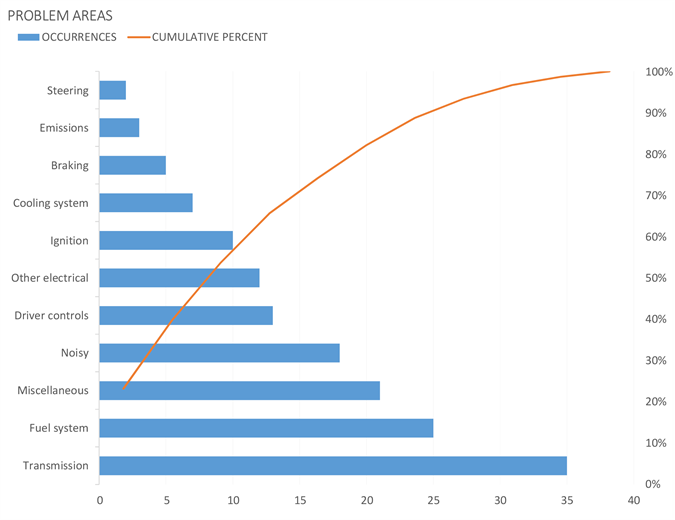 PROBLEM AREAS
OCCURRENCES CUMULATIVE PERCENT
100%
Steering
90%
Emissions
80%
Braking
70%
Cooling system
60%
Ignition
50%
Other electrical
40%
Driver controls
30%
Noisy
20%
Miscellaneous
10%
Fuel system
Transmission
0%
0 5 10 15 20 25 30 35 40